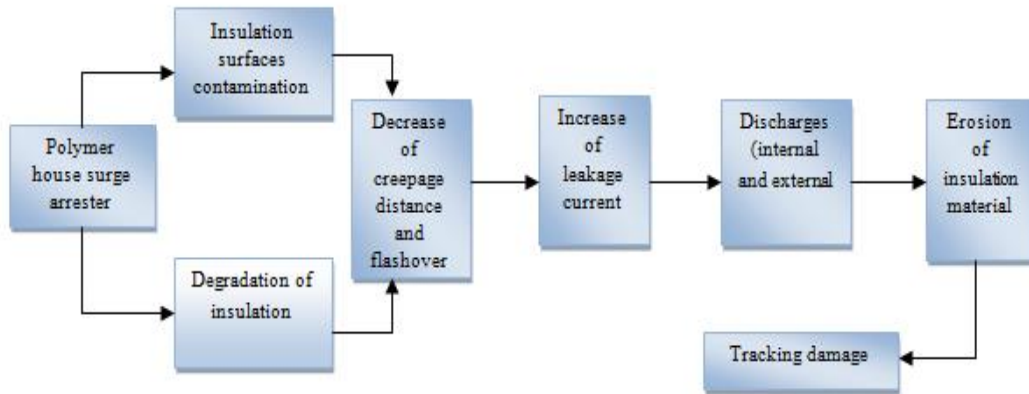 Polymer
house surge
arrester
Insulation
surfaces
contamination
Degradation of
insulation
Decrease
of
creepage
distance
and
flashover
Increase
of
leakage
current
Discharges
(internal
and external
Erosion
of
insulation
material
Tracking damage